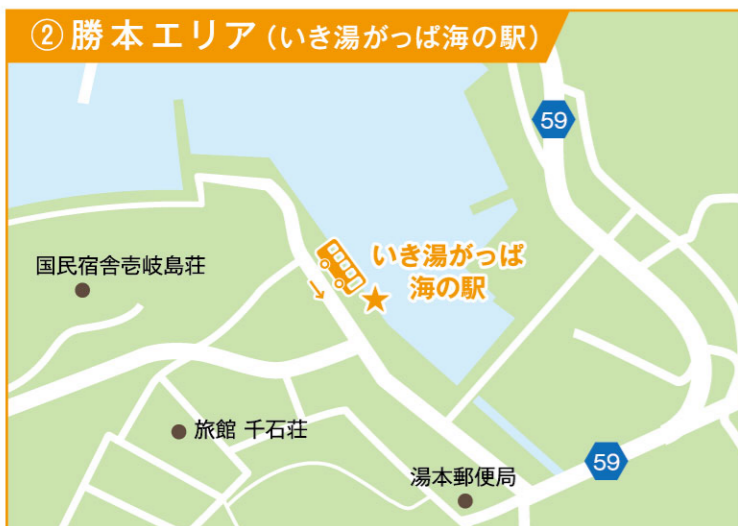 ②勝本エリア(いき湯がっぱ海の駅)
59
いき湯がっぱ
海の駅
国民宿舎壱岐島荘
旅館 千石荘
59
湯本郵便局